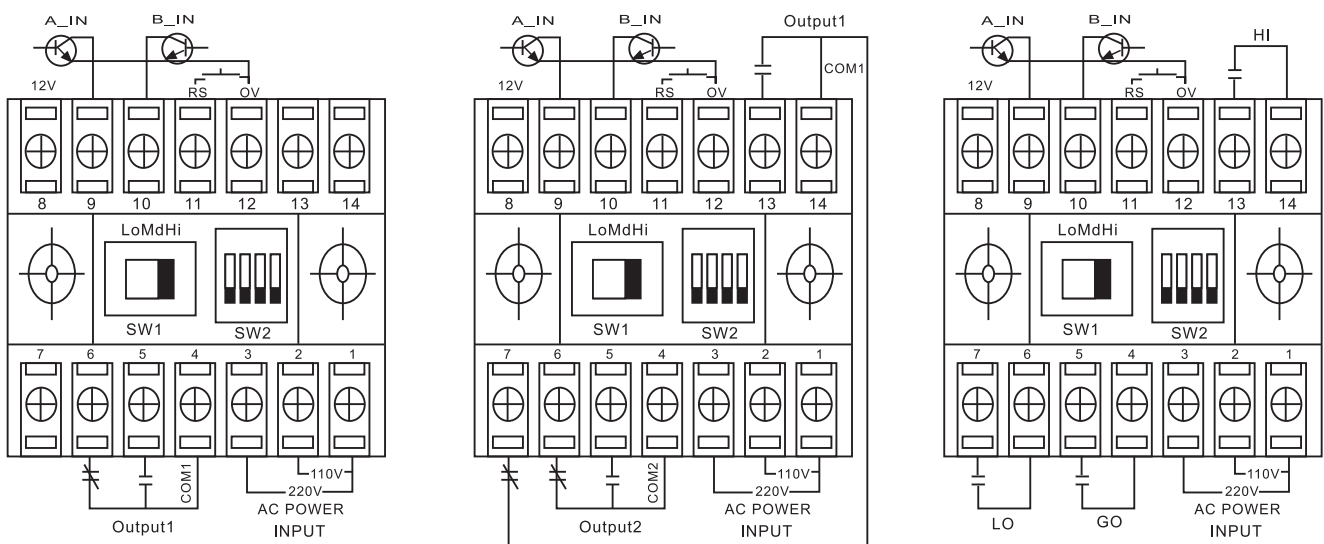 A_IN B_IN
12V RS OV
8 9 10 11 12 13 14
LoMdHi
SW1 SW2
7 6 5 4 3 2 1
COM1
110V
220V
Output1
AC POWER
INPUT
A_IN B_IN Output1
COM1
12V RS OV
8 9 10 11 12 13 14
LoMdHi
SW1 SW2
7 6 5 4 3 2 1
COM2
110V
220V
Output2
AC POWER
INPUT
A_IN B_IN HI
12V RS OV
8 9 10 11 12 13 14
LoMdHi
SW1 SW2
7 6 5 4 3 2 1
110V
220V
LO GO
AC POWER
INPUT